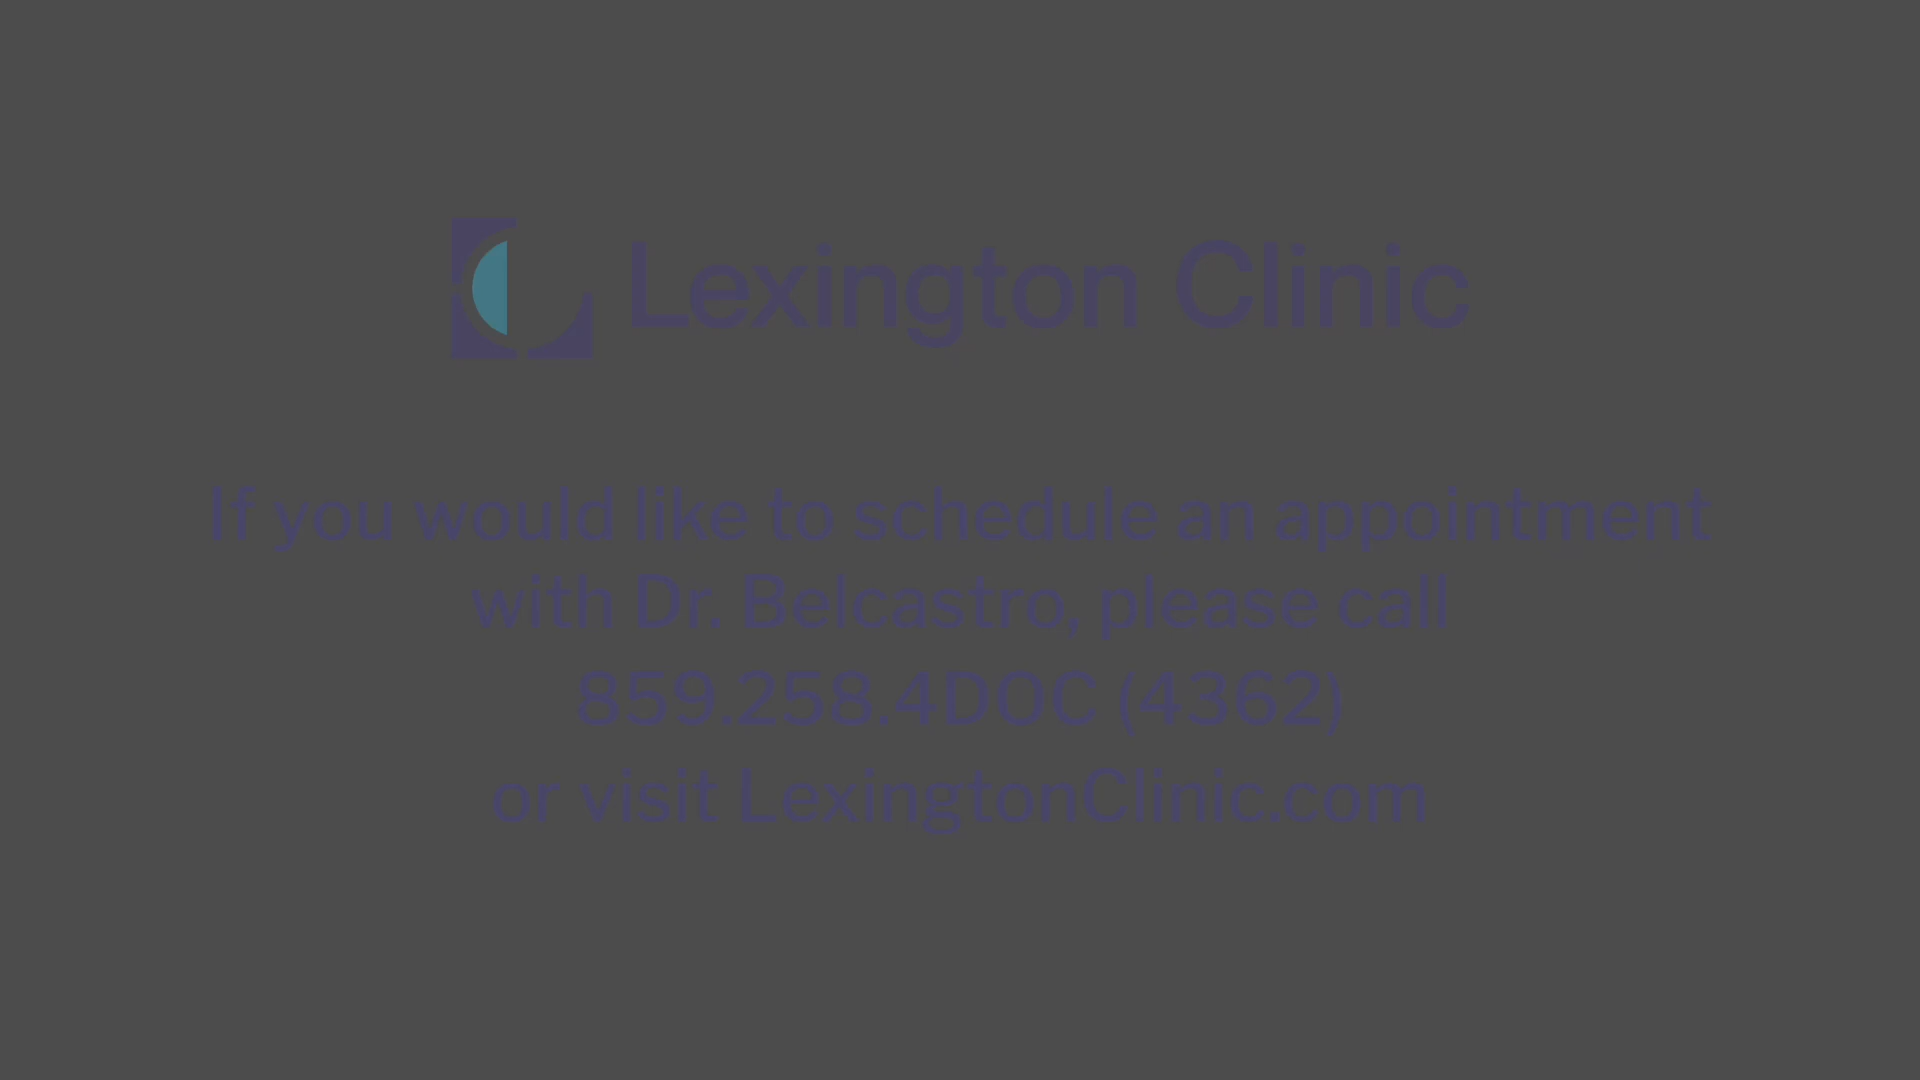 Lexington Clinic
If you would like to schedule an appointment
with Dr. Belcastro, please call
859.258.4DOC (4362)
or visit LexingtonClinic.com